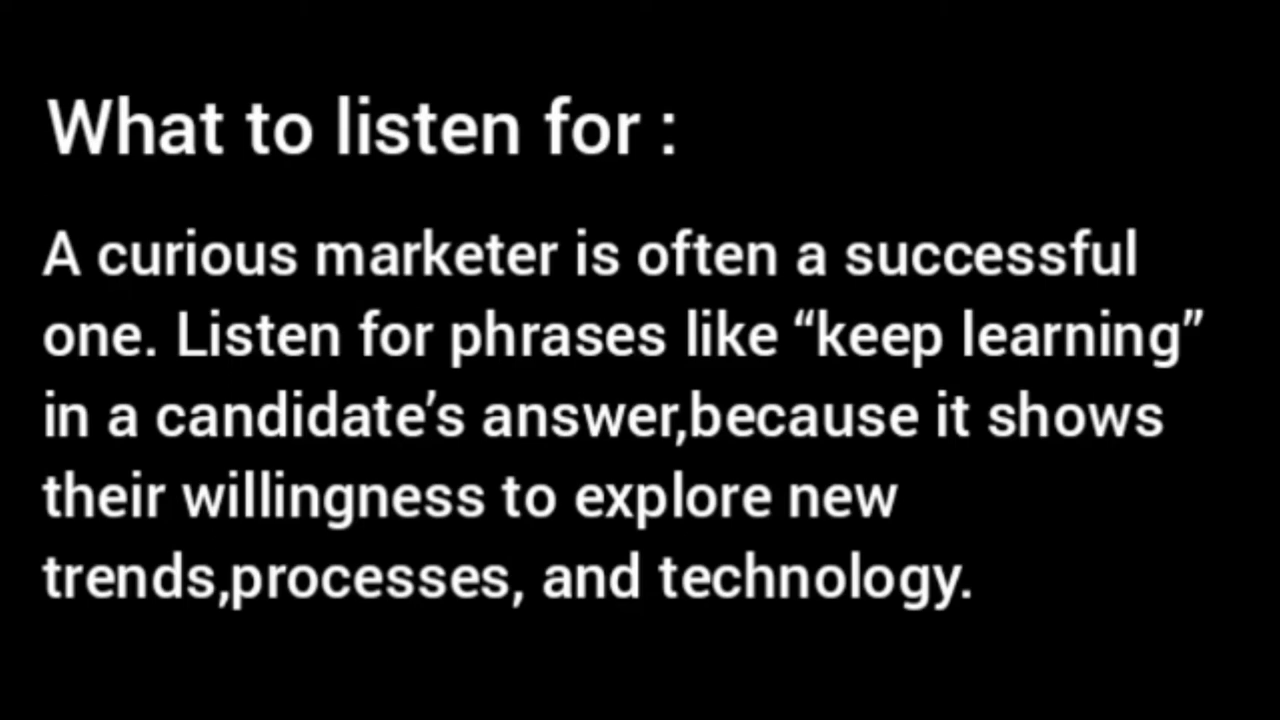 What to listen for :
A curious marketer is often a successful
one. Listen for phrases like “keep learning”
in a candidate’s answer,because it shows
their willingness to explore new
trends,processes, and technology.